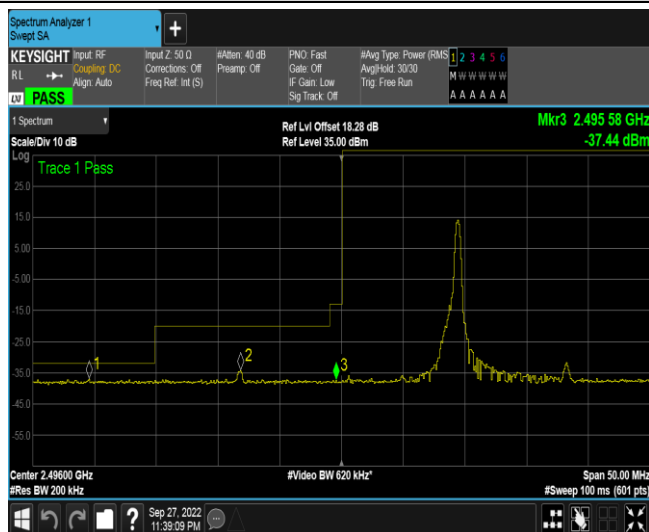 Spectrum Analyzer 1
Swept SA
KEYSIGHT
RL
LXI PASS
Input: RF
Coupling: DC
Align: Auto
Input Z: 50 Ω
Corrections: Off
Freq Ref: Int (S)
#Atten: 40 dB
Preamp: Off
PNO: Fast
Gate: Off
IF Gain: Low
Sig Track: Off
#Avg Type: Power (RMS
Avg|Hold: 30/30
Trig: Free Run
1 2 3 4 5 6
M W W W W W
A A A A A A
1 Spectrum
Scale/Div 10 dB
Ref Lvl Offset 18.28 dB
Ref Level 35.00 dBm
Mkr3 2.495 58 GHz
-37.44 dBm
Log
Trace 1 Pass
25.0
15.0
5.00
-5.00
-15.0
-25.0
-35.0
-45.0
-55.0
1
2
3
Center 2.49600 GHz
#Res BW 200 kHz
#Video BW 620 kHz*
Span 50.00 MHz
#Sweep 100 ms (601 pts)
?
Sep 27, 2022
11:39:09 PM